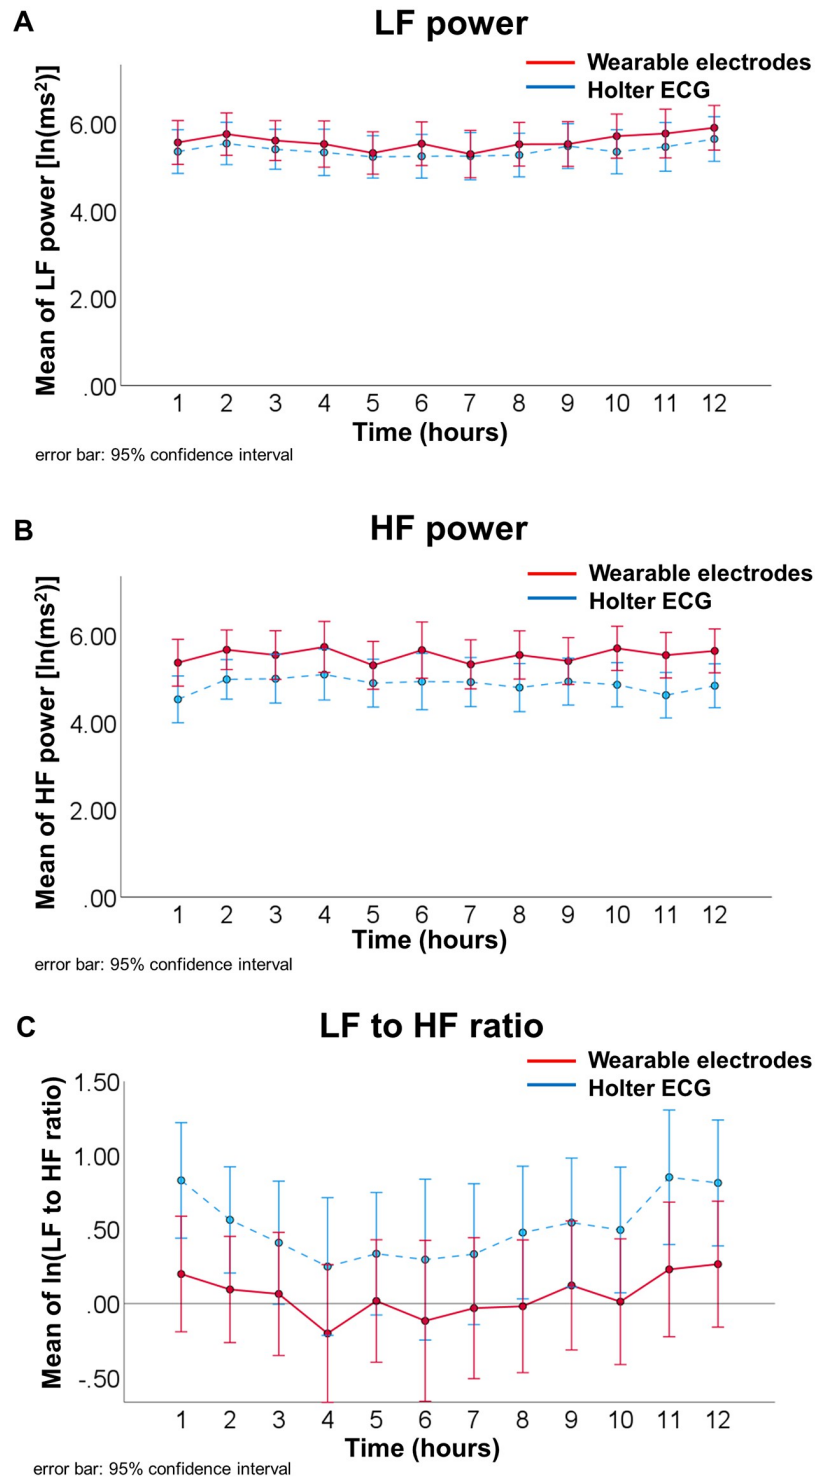 A
LF power
Wearable electrodes
Holter ECG
Mean of LF power [ln(ms²)]
6.00
4.00
2.00
.00
1 2 3 4 5 6 7 8 9 10 11 12
Time (hours)
error bar: 95% confidence interval
B
HF power
Wearable electrodes
Holter ECG
Mean of HF power [ln(ms²)]
6.00
4.00
2.00
.00
1 2 3 4 5 6 7 8 9 10 11 12
Time (hours)
error bar: 95% confidence interval
C
LF to HF ratio
Wearable electrodes
Holter ECG
Mean of ln(LF to HF ratio)
1.50
1.00
.50
.00
-.50
1 2 3 4 5 6 7 8 9 10 11 12
Time (hours)
error bar: 95% confidence interval